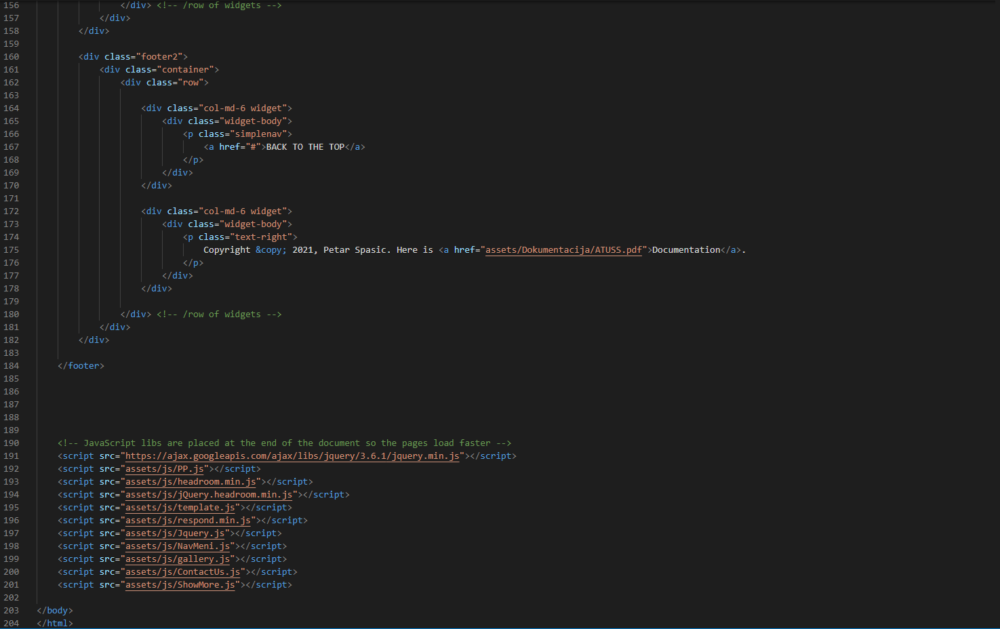 156 </div> <!-- /row of widgets -->
157 </div>
158 </div>
159
160 <div class="footer2">
161 <div class="container">
162 <div class="row">
163
164 <div class="col-md-6 widget">
165 <div class="widget-body">
166 <p class="simplenav">
167 <a href="#">BACK TO THE TOP</a>
168 </p>
169 </div>
170 </div>
171
172 <div class="col-md-6 widget">
173 <div class="widget-body">
174 <p class="text-right">
175 Copyright &copy; 2021, Petar Spasic. Here is <a href="assets/Dokumentacija/ATUSS.pdf">Documentation</a>.
176 </p>
177 </div>
178 </div>
179
180 </div> <!-- /row of widgets -->
181 </div>
182 </div>
183
184 </footer>
185
186
187
188
189
190 <!-- JavaScript libs are placed at the end of the document so the pages load faster -->
191 <script src="https://ajax.googleapis.com/ajax/libs/jquery/3.6.1/jquery.min.js"></script>
192 <script src="assets/js/PP.js"></script>
193 <script src="assets/js/headroom.min.js"></script>
194 <script src="assets/js/jQuery.headroom.min.js"></script>
195 <script src="assets/js/template.js"></script>
196 <script src="assets/js/respond.min.js"></script>
197 <script src="assets/js/Jquery.js"></script>
198 <script src="assets/js/NavMeni.js"></script>
199 <script src="assets/js/gallery.js"></script>
200 <script src="assets/js/ContactUs.js"></script>
201 <script src="assets/js/ShowMore.js"></script>
202
203 </body>
204 </html>